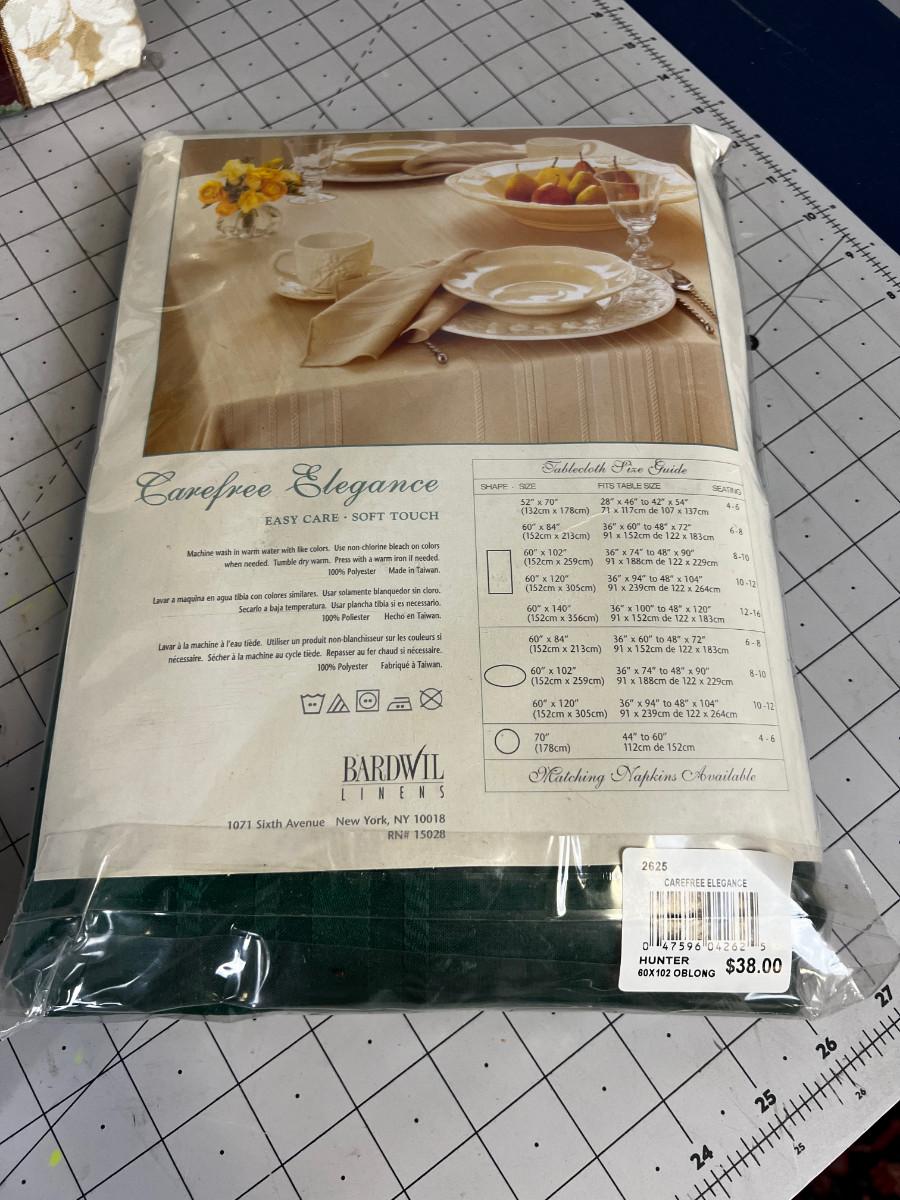 Carefree Elegance
EASY CARE · SOFT TOUCH
Machine wash in warm water with like colors. Use non-chlorine bleach on colors
when needed. Tumble dry warm. Press with a warm iron if needed.
100% Polyester Made in Taiwan.
Lavar a maquina en agua tibia con colores similares. Usar solamente blanquedor sin cloro.
Secarlo a baja temperatura. Usar plancha tibia si es necesario.
100% Poliester Hecho en Taiwan.
Lavar à la machine à l'eau tiède. Utiliser un produit non-blanchisseur sur les couleurs si
nécessaire. Sécher à la machine au cycle tiède. Repasser au fer chaud si nécessaire.
100% Polyester Fabriqué à Taiwan.
BARDWIL
LINENS
1071 Sixth Avenue New York, NY 10018
RN# 15028
Tablecloth Size Guide
SHAPE - SIZE FITS TABLE SIZE SEATING
52" x 70" 28" x 46" to 42" x 54" 4-6
(132cm x 178cm) 71 x 117cm de 107 x 137cm
60" x 84" 36" x 60" to 48" x 72" 6-8
(152cm x 213cm) 91 x 152cm de 122 x 183cm
60" x 102" 36" x 74" to 48" x 90" 8-10
(152cm x 259cm) 91 x 188cm de 122 x 229cm
60" x 120" 36" x 94" to 48" x 104" 10-12
(152cm x 305cm) 91 x 239cm de 122 x 264cm
60" x 140" 36" x 100" to 48" x 120" 12-16
(152cm x 356cm) 91 x 152cm de 122 x 183cm
60" x 84" 36" x 60" to 48" x 72" 6-8
(152cm x 213cm) 91 x 152cm de 122 x 183cm
60" x 102" 36" x 74" to 48" x 90" 8-10
(152cm x 259cm) 91 x 188cm de 122 x 229cm
60" x 120" 36" x 94" to 48" x 104" 10-12
(152cm x 305cm) 91 x 239cm de 122 x 264cm
70" 44" to 60" 4-6
(178cm) 112cm de 152cm
Matching Napkins Available
2625
CAREFREE ELEGANCE
0 47596 04262 5
HUNTER
60X102 OBLONG $38.00
27
26
26
25
25
24